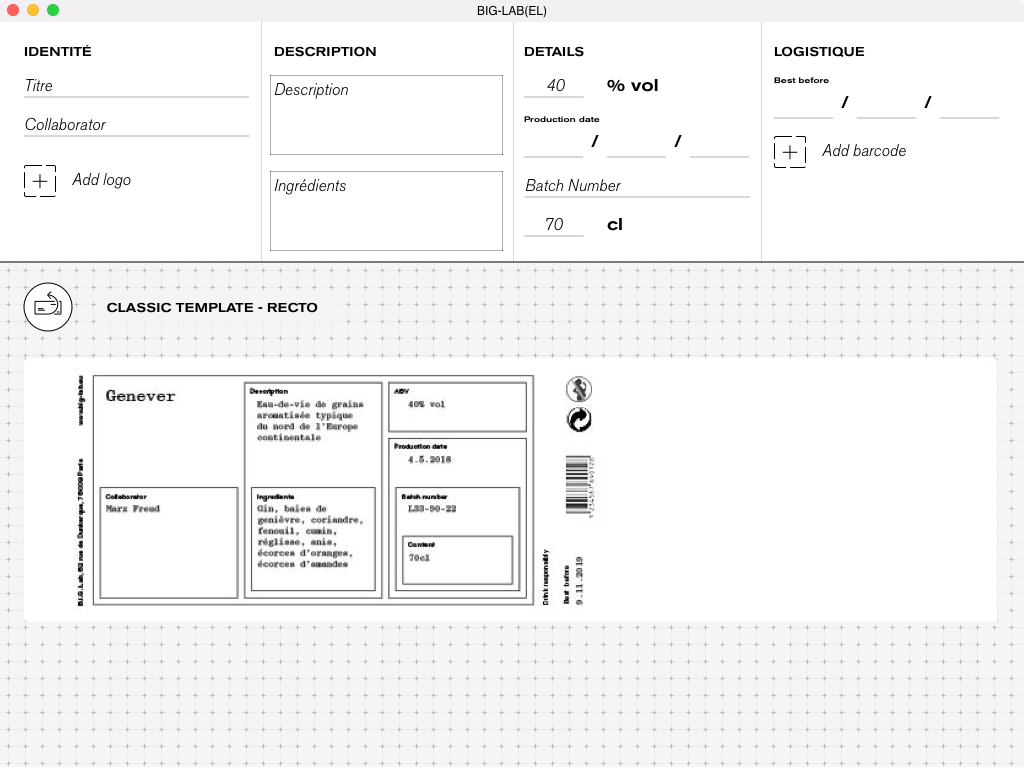 BIG-LAB(EL)
IDENTITÉ
Titre
Collaborator
Add logo
DESCRIPTION
Description
Ingrédients
DETAILS
40 % vol
Production date
/ /
Batch Number
70 cl
LOGISTIQUE
Best before
/ /
Add barcode
CLASSIC TEMPLATE - RECTO
www.big-lab.eu
B.I.G. Lab, 52 rue de Dunkerque, 75009 Paris
Genever
Collaborator
Marx Freud
Description
Eau-de-vie de grains
aromatisée typique
du nord de l'Europe
continentale
Ingredients
Gin, baies de
genièvre, coriandre,
fenouil, cumin,
réglisse, anis,
écorces d'oranges,
écorces d'amandes
ABV
40% vol
Production date
4.5.2018
Batch number
L33-90-22
Content
70cl
Drink responsibly
Best before
9.11.2019